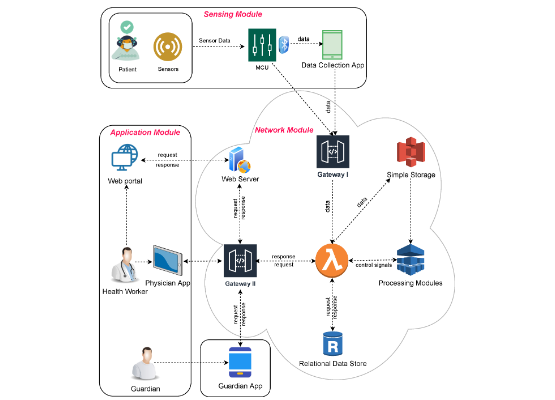 Sensing Module
Patient
Sensors
Sensor Data
MCU
data
Data Collection App
data
Application Module
Network Module
Web portal
request
response
Web Server
Gateway I
Simple Storage
request
response
data
data
Health Worker
Physician App
Gateway II
response
request
control signals
Processing Modules
request
response
request
response
R
Relational Data Store
Guardian
Guardian App